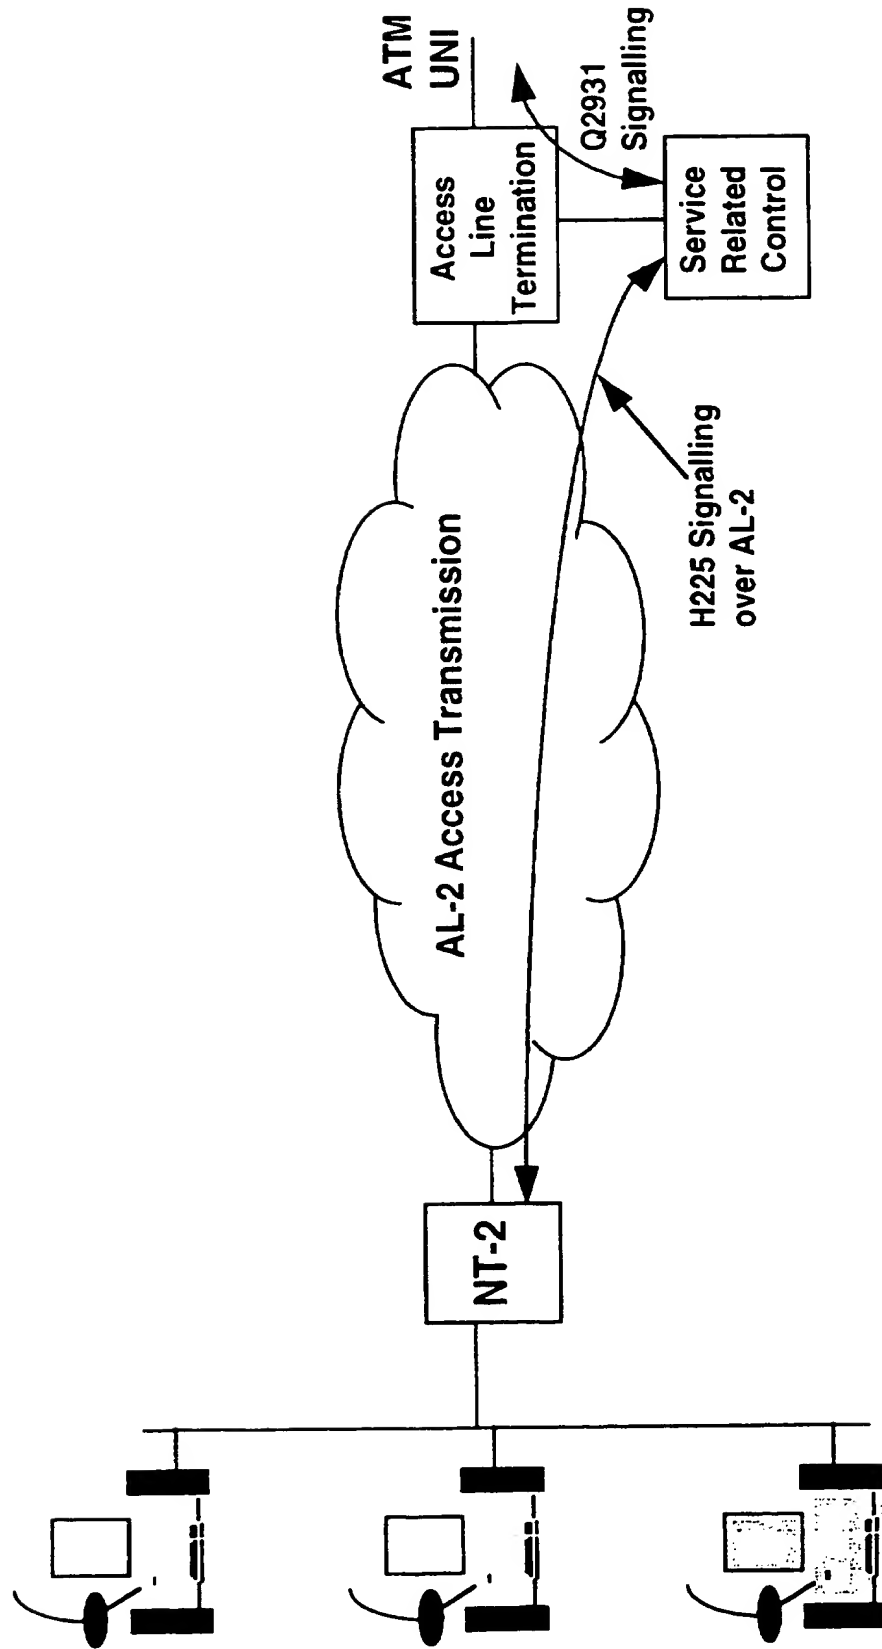 NT-2
AL-2 Access Transmission
H225 Signalling
over AL-2
Access
Line
Termination
ATM
UNI
Q2931
Signalling
Service
Related
Control